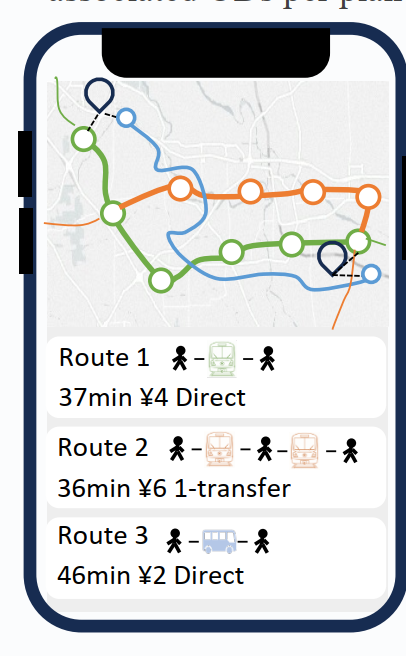 Route 1
37min ¥4 Direct
Route 2
36min ¥6 1-transfer
Route 3
46min ¥2 Direct